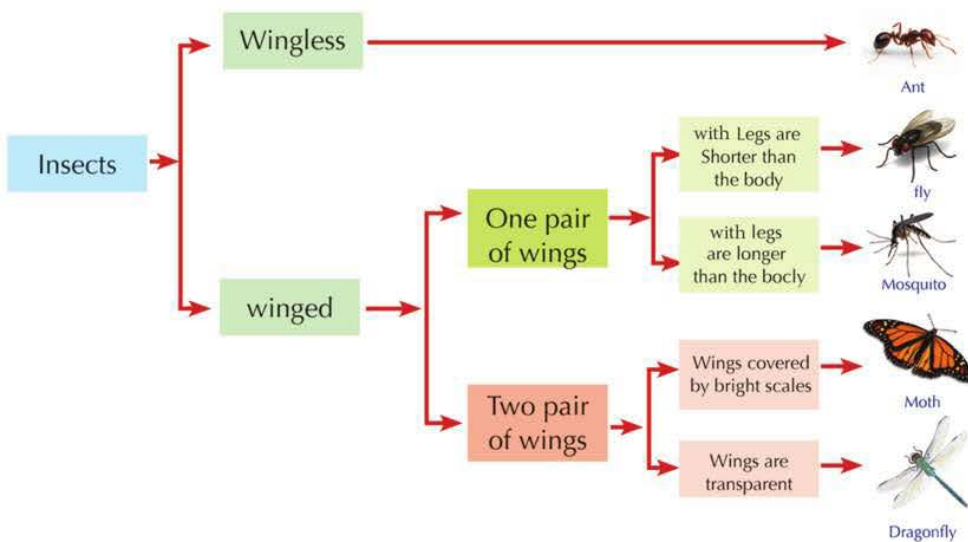 Wingless
Ant
Insects
winged
One pair
of wings
with Legs are
Shorter than
the body
fly
with legs
are longer
than the bocly
Mosquito
Two pair
of wings
Wings covered
by bright scales
Moth
Wings are
transparent
Dragonfly